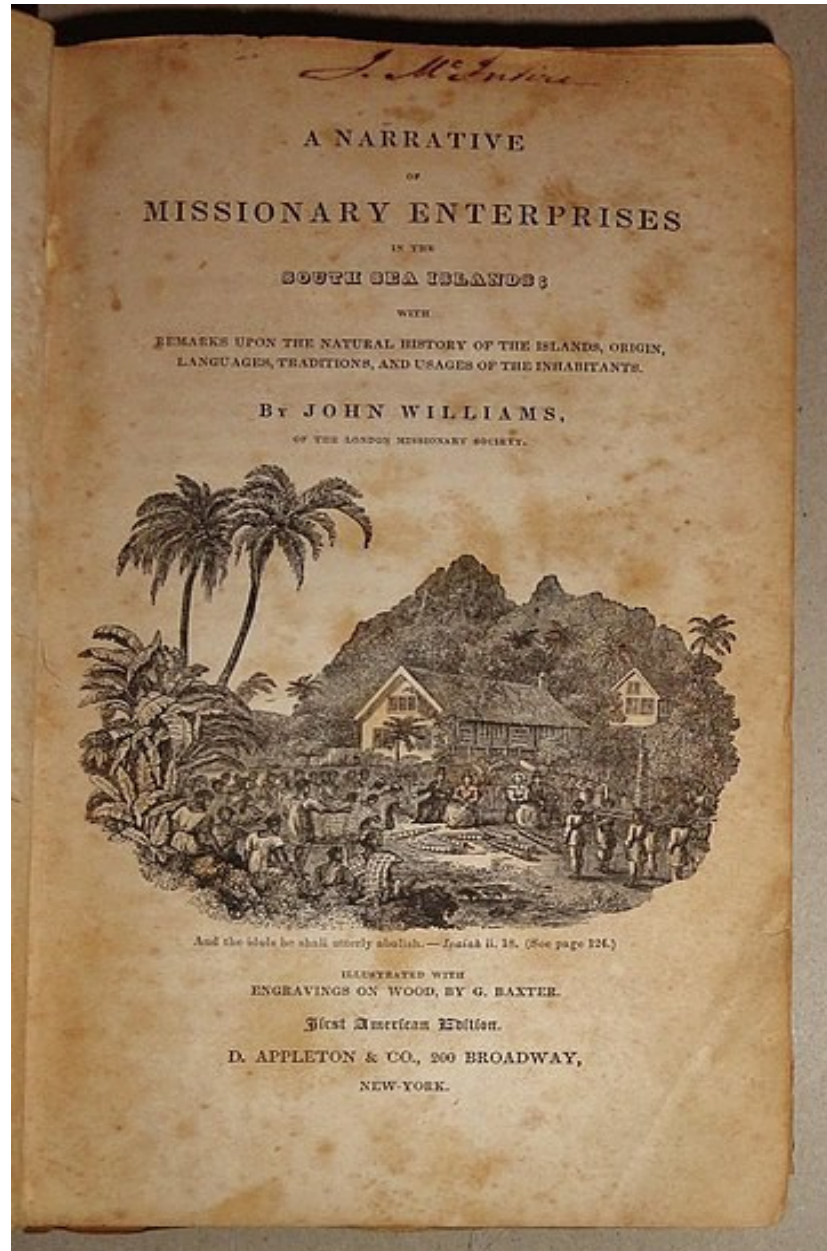 J. McIntire
A NARRATIVE
OF
MISSIONARY ENTERPRISES
IN THE
SOUTH SEA ISLANDS;
WITH
REMARKS UPON THE NATURAL HISTORY OF THE ISLANDS, ORIGIN,
LANGUAGES, TRADITIONS, AND USAGES OF THE INHABITANTS.
BY JOHN WILLIAMS,
OF THE LONDON MISSIONARY SOCIETY.
And the idols he shall utterly abolish.—Isaiah ii. 18. (See page 126.)
ILLUSTRATED WITH
ENGRAVINGS ON WOOD, BY G. BAXTER.
First American Edition.
D. APPLETON & CO., 200 BROADWAY,
NEW-YORK.